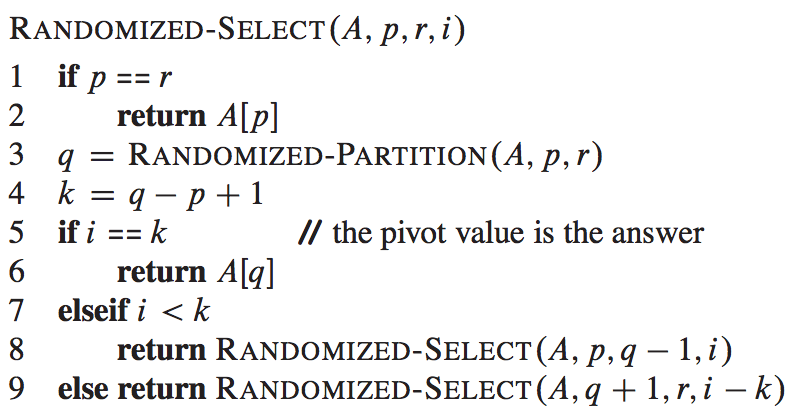 RANDOMIZED-SELECT(A, p, r, i)
1 if p == r
2 return A[p]
3 q = RANDOMIZED-PARTITION(A, p, r)
4 k = q − p + 1
5 if i == k // the pivot value is the answer
6 return A[q]
7 elseif i < k
8 return RANDOMIZED-SELECT(A, p, q − 1, i)
9 else return RANDOMIZED-SELECT(A, q + 1, r, i − k)